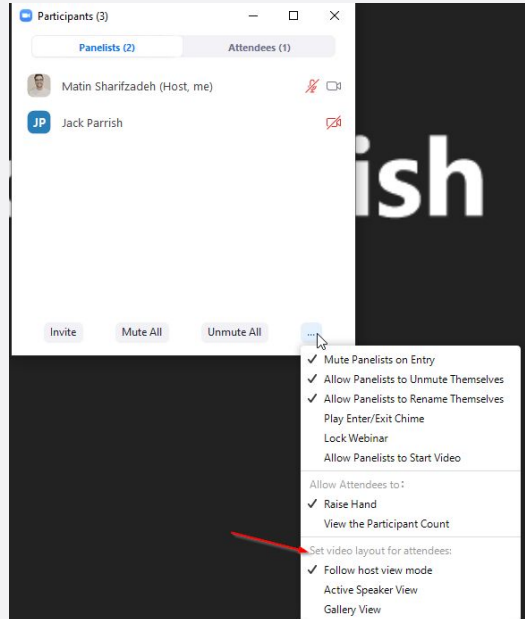 Participants (3)
Panelists (2) Attendees (1)
Matin Sharifzadeh (Host, me)
JP Jack Parrish
ish
Invite Mute All Unmute All ...
✓ Mute Panelists on Entry
✓ Allow Panelists to Unmute Themselves
✓ Allow Panelists to Rename Themselves
Play Enter/Exit Chime
Lock Webinar
Allow Panelists to Start Video
Allow Attendees to:
✓ Raise Hand
View the Participant Count
Set video layout for attendees:
✓ Follow host view mode
Active Speaker View
Gallery View